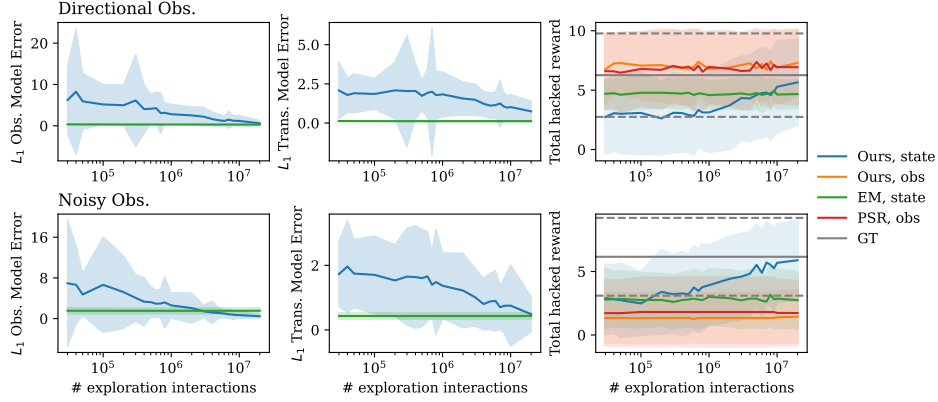 Directional Obs.
L1 Obs. Model Error
20
10
0
10^5
10^6
10^7
L1 Trans. Model Error
5.0
2.5
0.0
10^5
10^6
10^7
Total hacked reward
10
5
0
10^5
10^6
10^7
Noisy Obs.
L1 Obs. Model Error
16
8
0
10^5
10^6
10^7
# exploration interactions
L1 Trans. Model Error
2
0
10^5
10^6
10^7
# exploration interactions
Total hacked reward
5
0
10^5
10^6
10^7
# exploration interactions
Ours, state
Ours, obs
EM, state
PSR, obs
GT